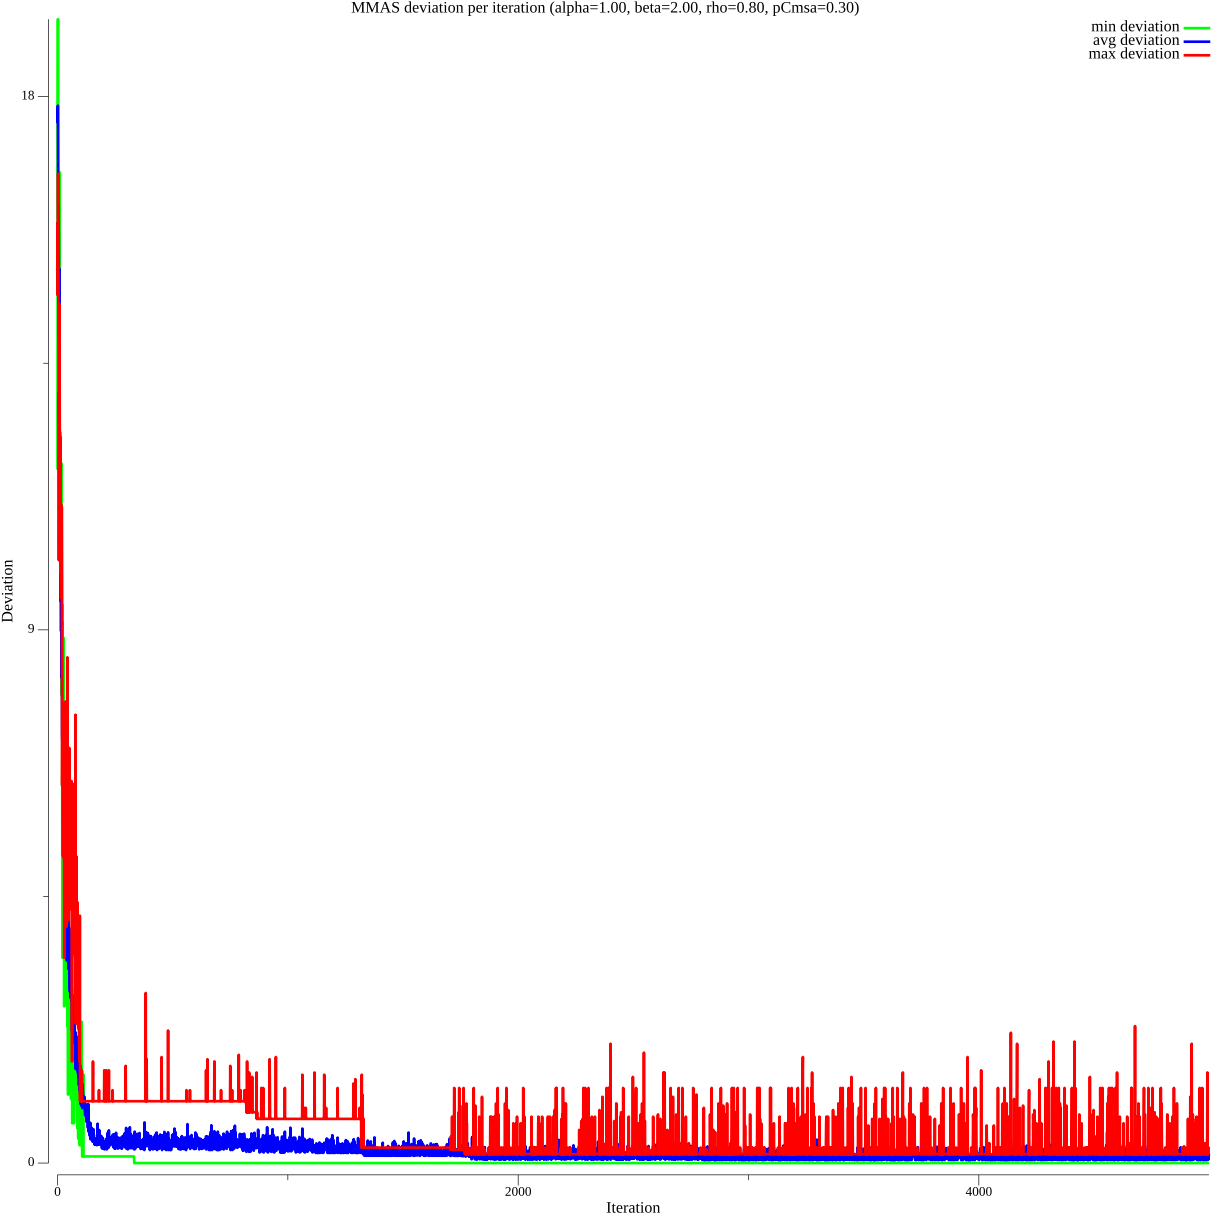 MMAS deviation per iteration (alpha=1.00, beta=2.00, rho=0.80, pCmsa=0.30)
min deviation
avg deviation
max deviation
18
9
0
Deviation
0 2000 4000
Iteration